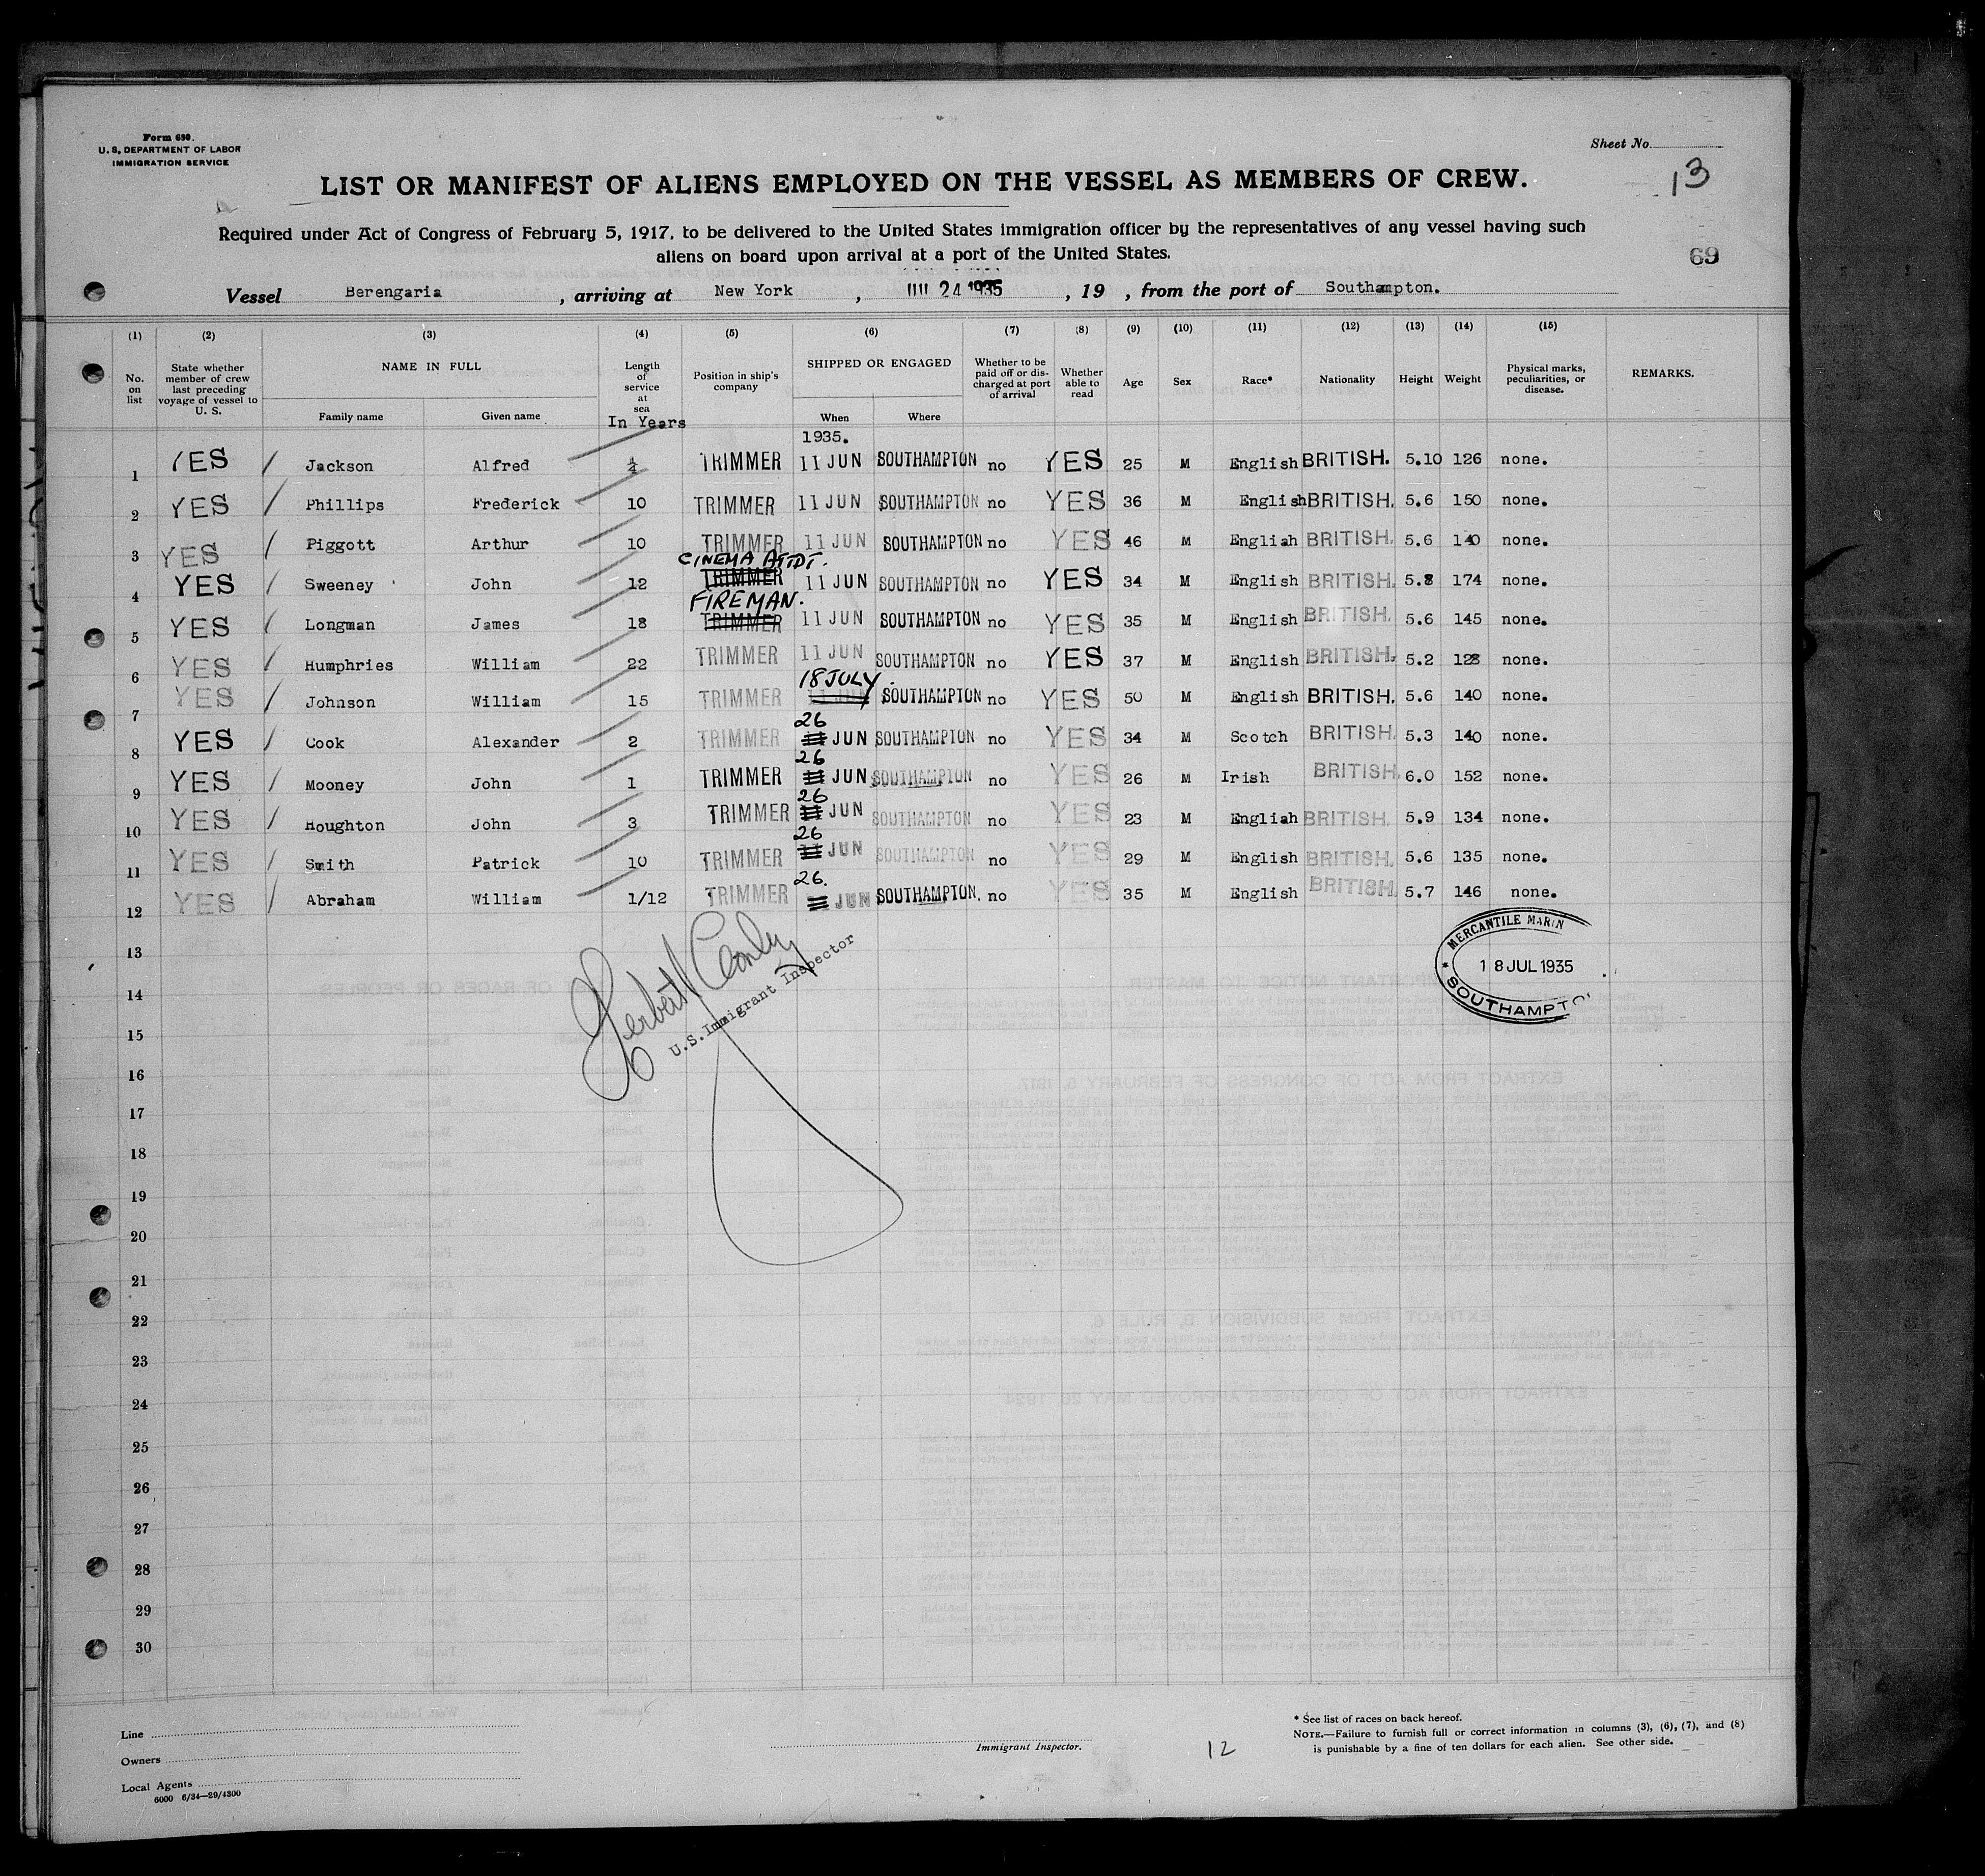 Form 680.
U. S. DEPARTMENT OF LABOR
IMMIGRATION SERVICE
Sheet No.
13
LIST OR MANIFEST OF ALIENS EMPLOYED ON THE VESSEL AS MEMBERS OF CREW.
Required under Act of Congress of February 5, 1917, to be delivered to the United States immigration officer by the representatives of any vessel having such
aliens on board upon arrival at a port of the United States.
69
Vessel Berengaria, arriving at New York, 24 1935, 19 , from the port of Southampton.
(1) (2) (3) (4) (5) (6) (7) (8) (9) (10) (11) (12) (13) (14) (15)
No. on list State whether member of crew last preceding voyage of vessel to U. S. NAME IN FULL Family name Given name Length of service at sea In Years Position in ship's company SHIPPED OR ENGAGED When Where Whether to be paid off or discharged at port of arrival Whether able to read Age Sex Race* Nationality Height Weight Physical marks, peculiarities, or disease. REMARKS.
1935.
1 YES / Jackson Alfred TRIMMER 11 JUN SOUTHAMPTON no YES 25 M English BRITISH. 5.10 126 none.
2 YES / Phillips Frederick 10 TRIMMER 11 JUN SOUTHAMPTON no YES 36 M English BRITISH. 5.6 150 none.
3 YES / Piggott Arthur 10 TRIMMER 11 JUN SOUTHAMPTON no YES 46 M English BRITISH. 5.6 140 none.
CINEMA ATTDT.
4 YES / Sweeney John 12 TRIMMER 11 JUN SOUTHAMPTON no YES 34 M English BRITISH. 5.8 174 none.
FIREMAN.
5 YES / Longman James 18 TRIMMER 11 JUN SOUTHAMPTON no YES 35 M English BRITISH. 5.6 145 none.
6 YES / Humphries William 22 TRIMMER 11 JUN SOUTHAMPTON no YES 37 M English BRITISH. 5.2 128 none.
18 JULY.
7 YES / Johnson William 15 TRIMMER 11 JUN SOUTHAMPTON no YES 50 M English BRITISH. 5.6 140 none.
26
8 YES / Cook Alexander 2 TRIMMER JUN SOUTHAMPTON no YES 34 M Scotch BRITISH. 5.3 140 none.
26
9 YES / Mooney John 1 TRIMMER JUN SOUTHAMPTON no YES 26 M Irish BRITISH. 6.0 152 none.
26
10 YES / Houghton John 3 TRIMMER JUN SOUTHAMPTON no YES 23 M English BRITISH. 5.9 134 none.
26
11 YES / Smith Patrick 10 TRIMMER JUN SOUTHAMPTON no YES 29 M English BRITISH. 5.6 135 none.
26.
12 YES / Abraham William 1/12 TRIMMER JUN SOUTHAMPTON. no YES 35 M English BRITISH. 5.7 146 none.
13
14
15
16
17
18
19
20
21
22
23
24
25
26
27
28
29
30
Herbert
U.S. Immigrant Inspector
MERCANTILE MARIN
18 JUL 1935
SOUTHAMPTO
Line
Owners
Local Agents
6000 6/34—29/4300
Immigrant Inspector.
12
* See list of races on back hereof.
NOTE.—Failure to furnish full or correct information in columns (3), (6), (7), and (8)
is punishable by a fine of ten dollars for each alien. See other side.